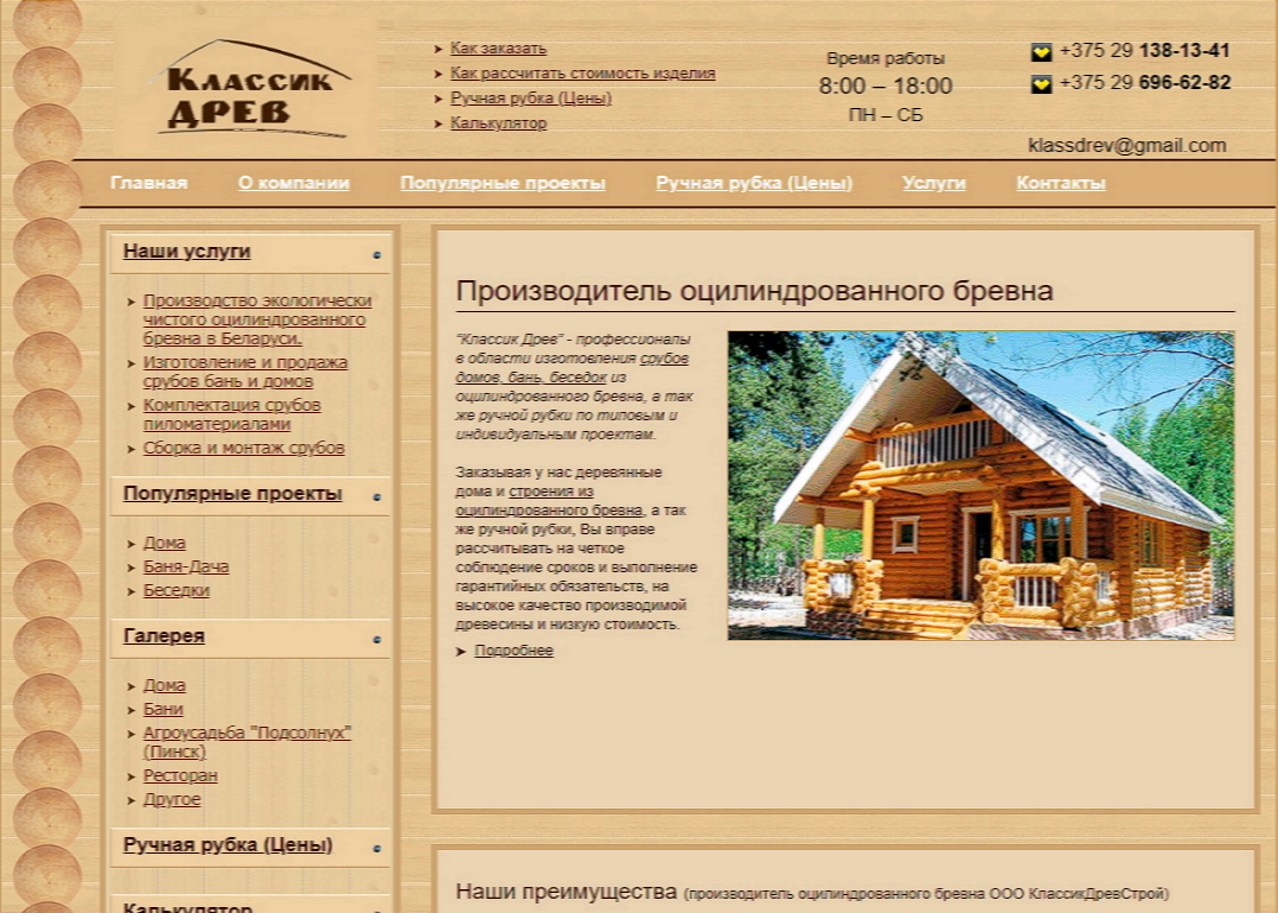 Классик
ДРЕВ
Как заказать
Как рассчитать стоимость изделия
Ручная рубка (Цены)
Калькулятор
Время работы
8:00 – 18:00
ПН – СБ
+375 29 138-13-41
+375 29 696-62-82
klassdrev@gmail.com
Главная О компании Популярные проекты Ручная рубка (Цены) Услуги Контакты
Наши услуги
Производство экологически
чистого оцилиндрованного
бревна в Беларуси.
Изготовление и продажа
срубов бань и домов
Комплектация срубов
пиломатериалами
Сборка и монтаж срубов
Популярные проекты
Дома
Баня-Дача
Беседки
Галерея
Дома
Бани
Агроусадьба "Подсолнух"
(Пинск)
Ресторан
Другое
Ручная рубка (Цены)
Калькулятор
Производитель оцилиндрованного бревна
"Классик Древ" - профессионалы
в области изготовления срубов
домов, бань, беседок из
оцилиндрованного бревна, а так
же ручной рубки по типовым и
индивидуальным проектам.
Заказывая у нас деревянные
дома и строения из
оцилиндрованного бревна, а так
же ручной рубки, Вы вправе
рассчитывать на четкое
соблюдение сроков и выполнение
гарантийных обязательств, на
высокое качество производимой
древесины и низкую стоимость.
Подробнее
Наши преимущества (производитель оцилиндрованного бревна ООО КлассикДревСтрой)